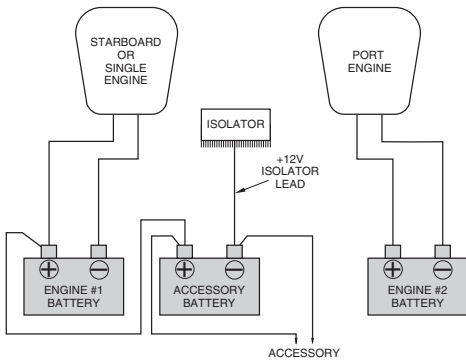 STARBOARD
OR
SINGLE
ENGINE
PORT
ENGINE
ISOLATOR
+12V
ISOLATOR
LEAD
+ −
ENGINE #1
BATTERY
+ −
ACCESSORY
BATTERY
+ −
ENGINE #2
BATTERY
ACCESSORY